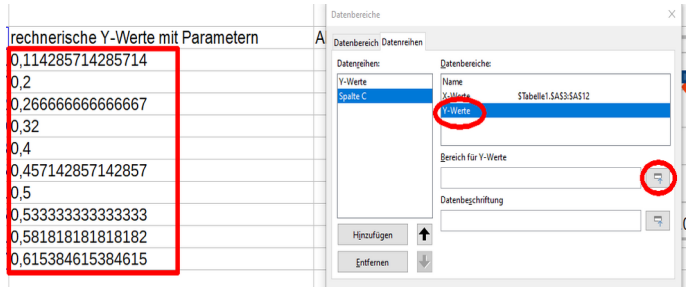 rechnerische Y-Werte mit Parametern
A
0,114285714285714
0,2
0,266666666666667
0,32
0,4
0,457142857142857
0,5
0,533333333333333
0,581818181818182
0,615384615384615
Datenbereiche
Datenbereich Datenreihen
Datenreihen:
Y-Werte
Spalte C
Hinzufügen
Entfernen
Datenbereiche:
Name
X-Werte $Tabelle1.$A$3:$A$12
Y-Werte
Bereich für Y-Werte
Datenbeschriftung